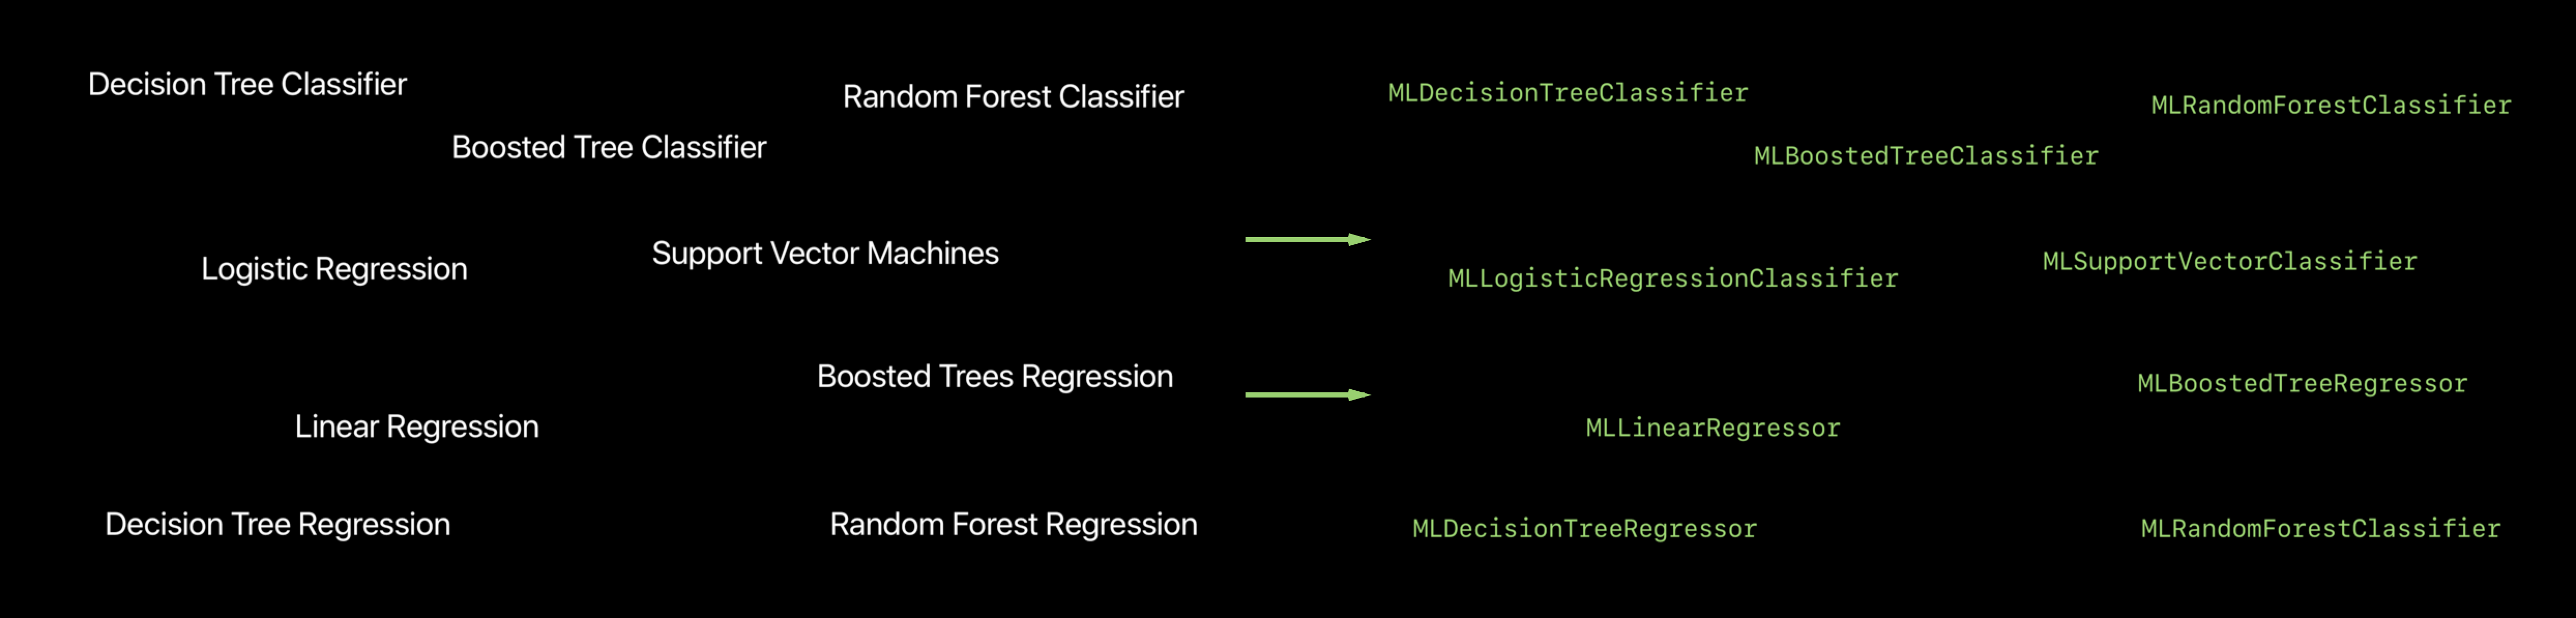 Decision Tree Classifier
Random Forest Classifier
Boosted Tree Classifier
Support Vector Machines
Logistic Regression
Boosted Trees Regression
Linear Regression
Decision Tree Regression
Random Forest Regression
MLDecisionTreeClassifier
MLRandomForestClassifier
MLBoostedTreeClassifier
MLSupportVectorClassifier
MLLogisticRegressionClassifier
MLBoostedTreeRegressor
MLLinearRegressor
MLDecisionTreeRegressor
MLRandomForestClassifier